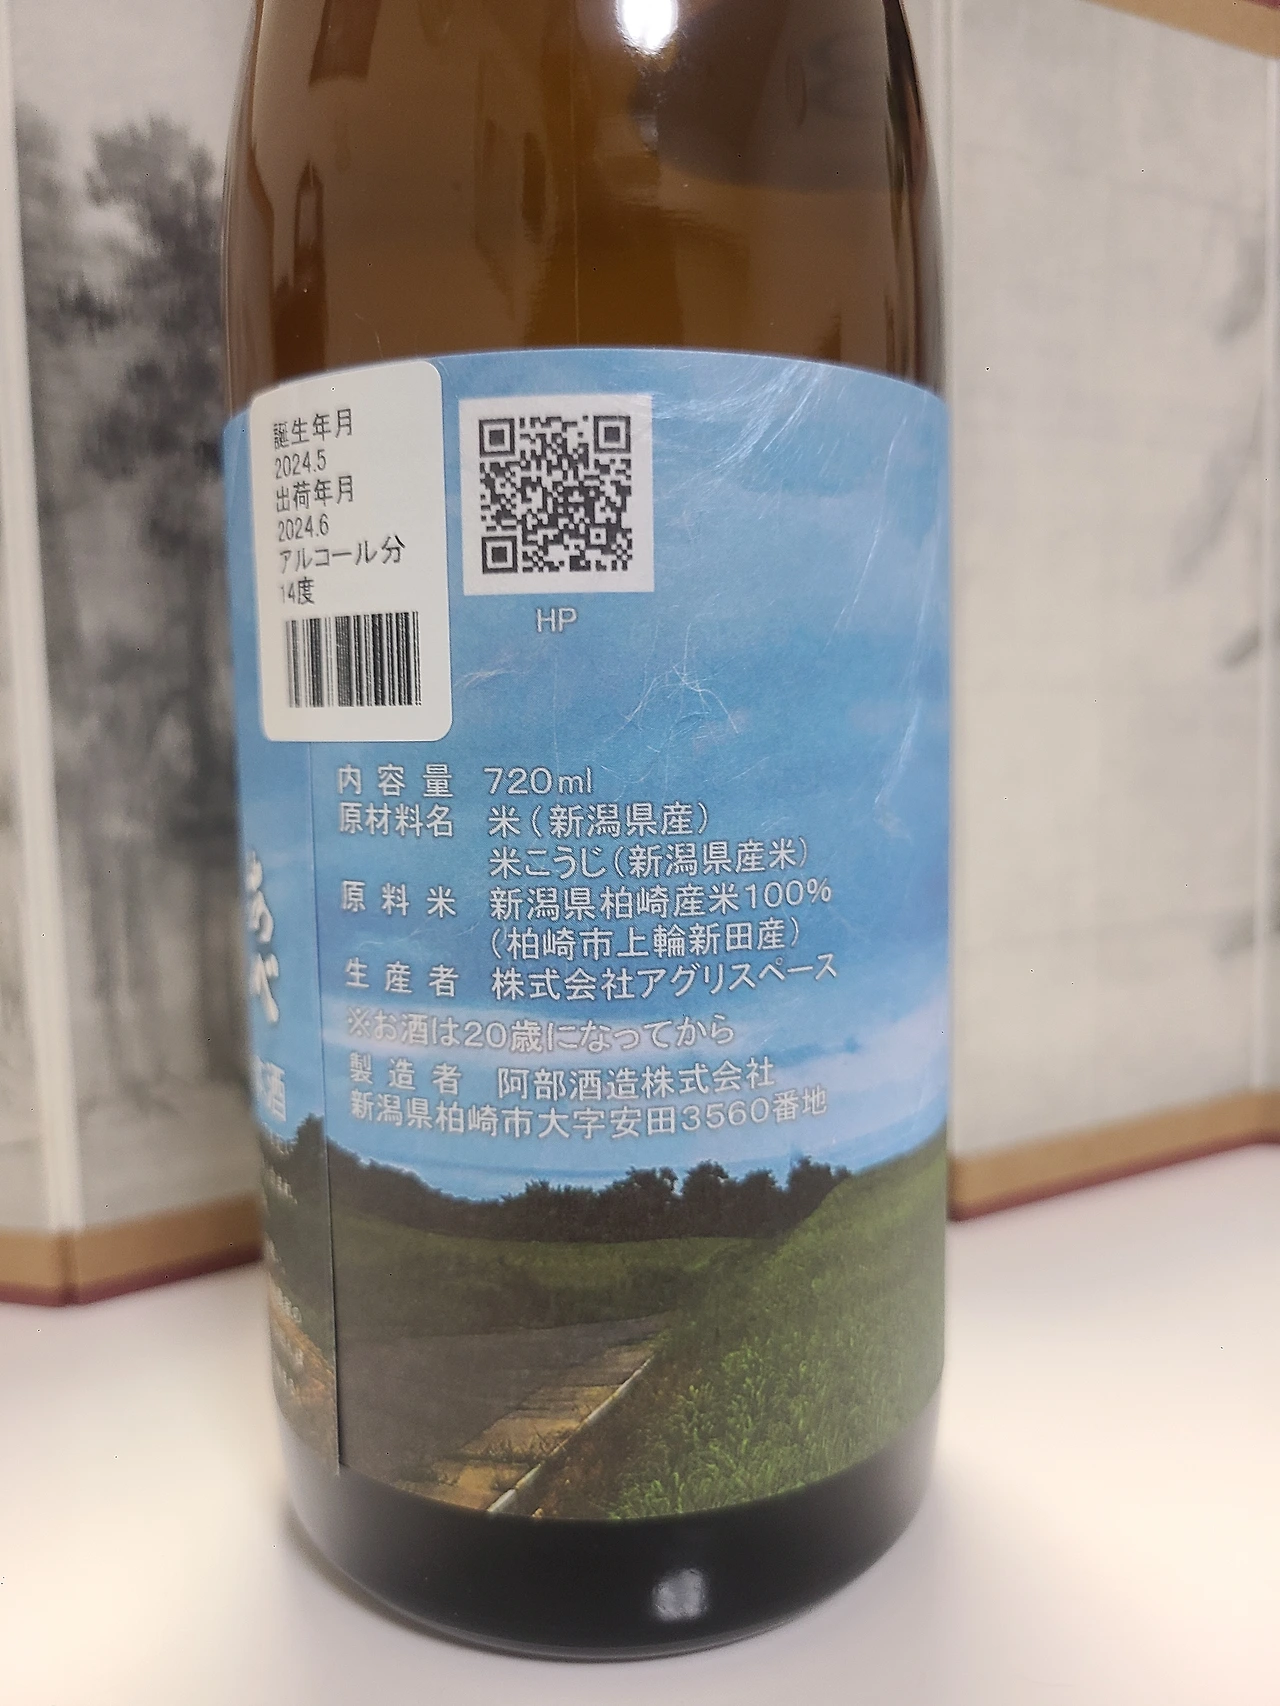 誕生年月
2024.5
出荷年月
2024.6
アルコール分
14度
HP
内容量 720ml
原材料名 米(新潟県産)
米こうじ(新潟県産米)
原料米 新潟県柏崎産米100%
(柏崎市上輪新田産)
生産者 株式会社アグリスペース
※お酒は20歳になってから
製造者 阿部酒造株式会社
新潟県柏崎市大字安田3560番地
あべ
酒